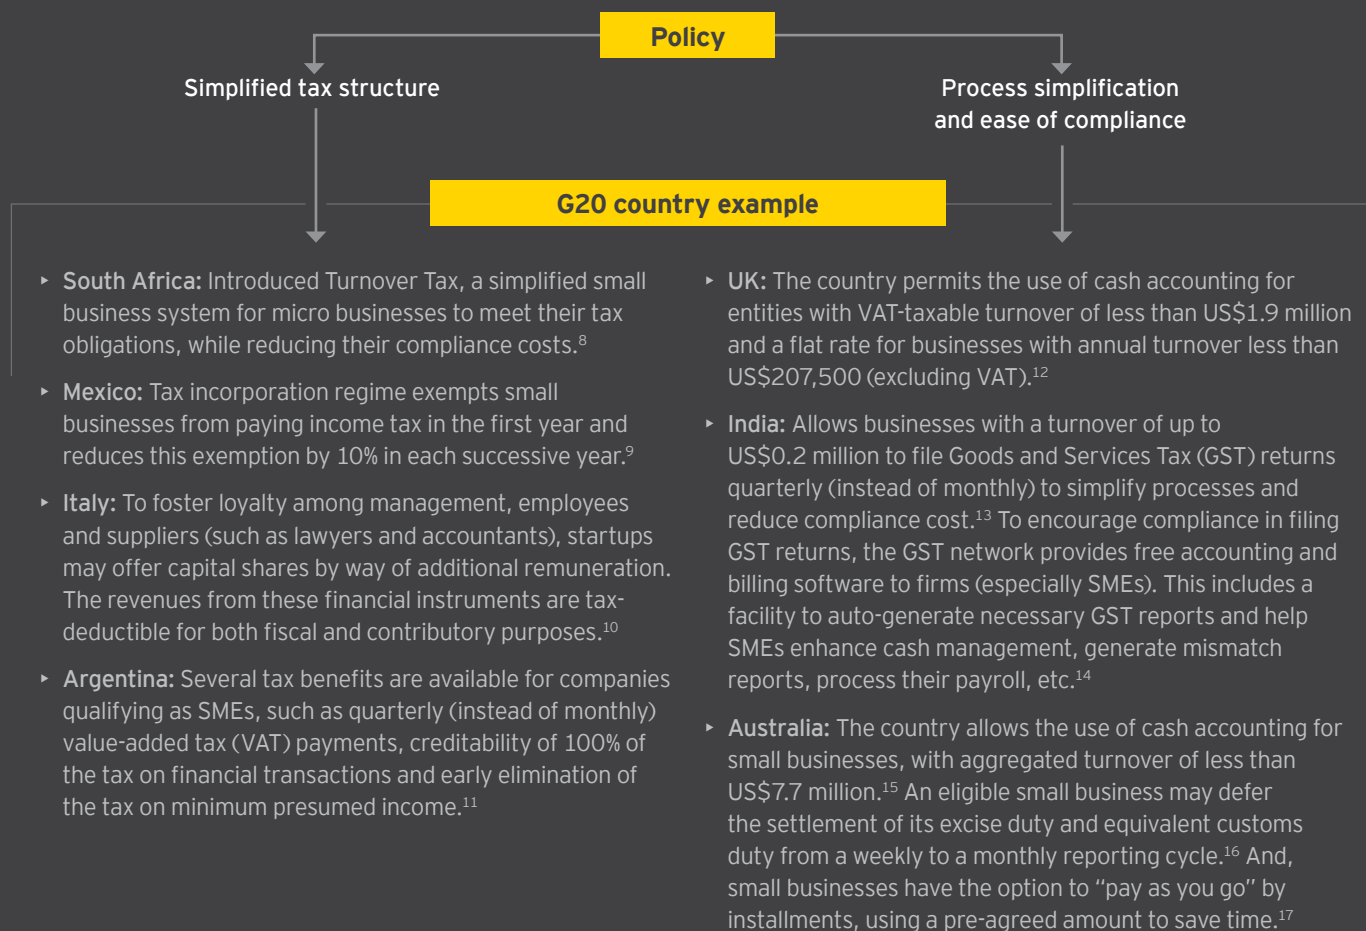 Policy
Simplified tax structure
Process simplification
and ease of compliance
G20 country example
‣ South Africa: Introduced Turnover Tax, a simplified small
business system for micro businesses to meet their tax
obligations, while reducing their compliance costs.⁸
‣ Mexico: Tax incorporation regime exempts small
businesses from paying income tax in the first year and
reduces this exemption by 10% in each successive year.⁹
‣ Italy: To foster loyalty among management, employees
and suppliers (such as lawyers and accountants), startups
may offer capital shares by way of additional remuneration.
The revenues from these financial instruments are tax-
deductible for both fiscal and contributory purposes.¹⁰
‣ Argentina: Several tax benefits are available for companies
qualifying as SMEs, such as quarterly (instead of monthly)
value-added tax (VAT) payments, creditability of 100% of
the tax on financial transactions and early elimination of
the tax on minimum presumed income.¹¹
‣ UK: The country permits the use of cash accounting for
entities with VAT-taxable turnover of less than US$1.9 million
and a flat rate for businesses with annual turnover less than
US$207,500 (excluding VAT).¹²
‣ India: Allows businesses with a turnover of up to
US$0.2 million to file Goods and Services Tax (GST) returns
quarterly (instead of monthly) to simplify processes and
reduce compliance cost.¹³ To encourage compliance in filing
GST returns, the GST network provides free accounting and
billing software to firms (especially SMEs). This includes a
facility to auto-generate necessary GST reports and help
SMEs enhance cash management, generate mismatch
reports, process their payroll, etc.¹⁴
‣ Australia: The country allows the use of cash accounting for
small businesses, with aggregated turnover of less than
US$7.7 million.¹⁵ An eligible small business may defer
the settlement of its excise duty and equivalent customs
duty from a weekly to a monthly reporting cycle.¹⁶ And,
small businesses have the option to “pay as you go” by
installments, using a pre-agreed amount to save time.¹⁷